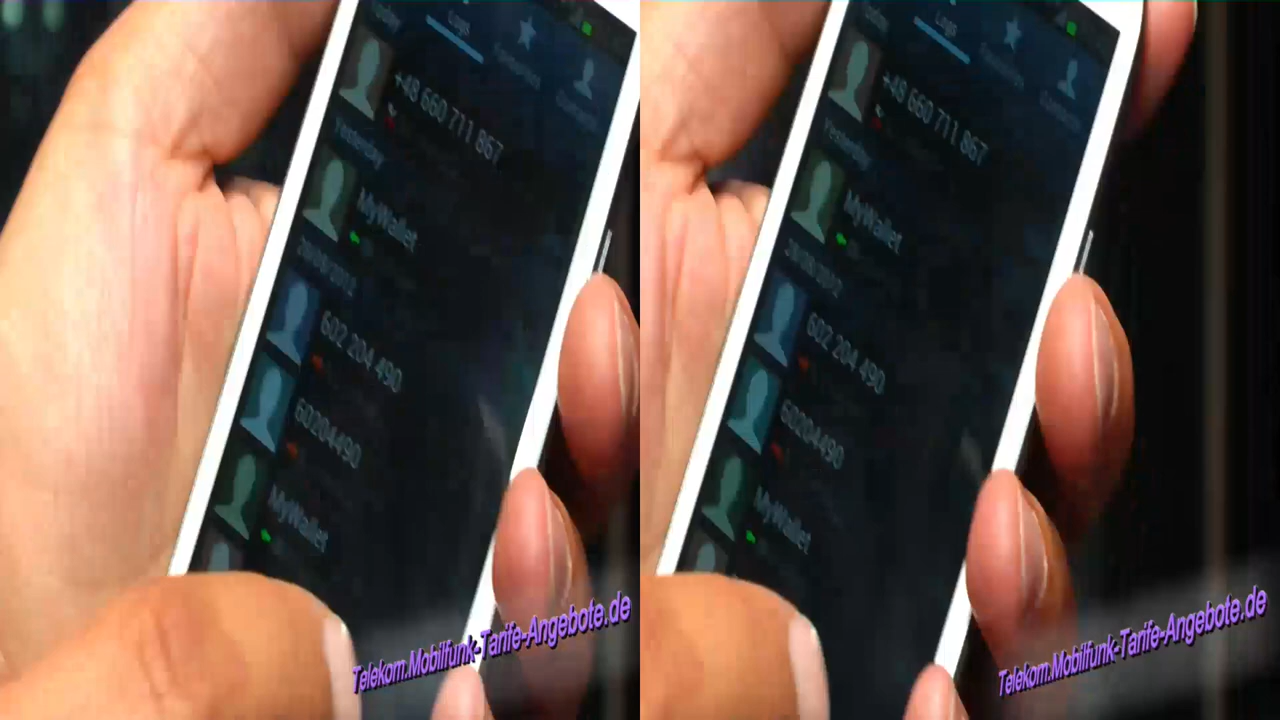 Logs
+48 660 711 867
Yesterday
MyWallet
602 204 490
60204490
MyWallet
Telekom.Mobilfunk-Tarife-Angebote.de
Logs
+48 660 711 867
Yesterday
MyWallet
602 204 490
60204490
MyWallet
Telekom.Mobilfunk-Tarife-Angebote.de